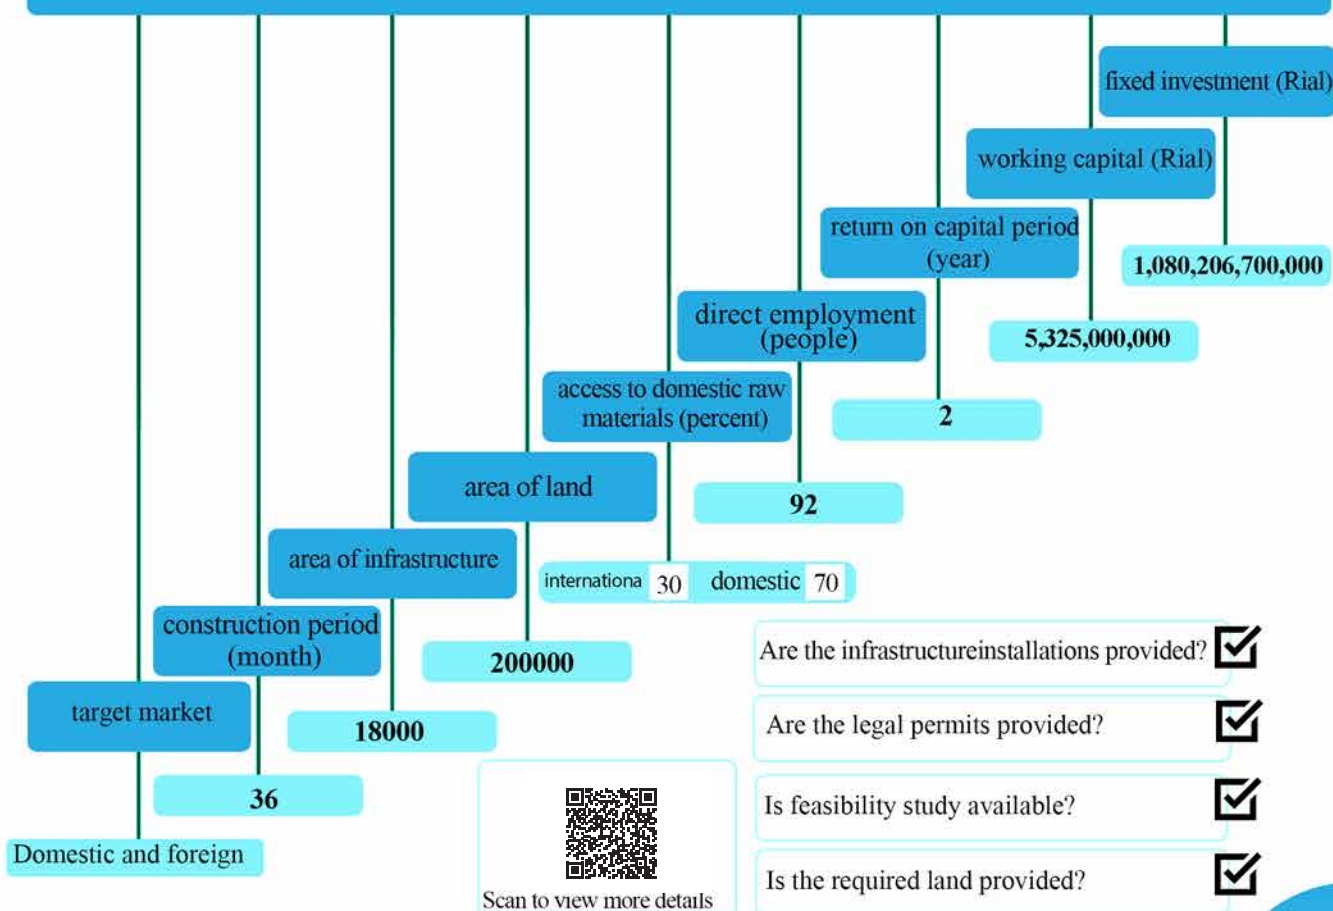 fixed investment (Rial)
1,080,206,700,000
working capital (Rial)
5,325,000,000
return on capital period
(year)
2
direct employment
(people)
92
access to domestic raw
materials (percent)
internationa 30 domestic 70
area of land
200000
area of infrastructure
18000
construction period
(month)
36
target market
Domestic and foreign
Are the infrastructureinstallations provided?
Are the legal permits provided?
Is feasibility study available?
Is the required land provided?
Scan to view more details